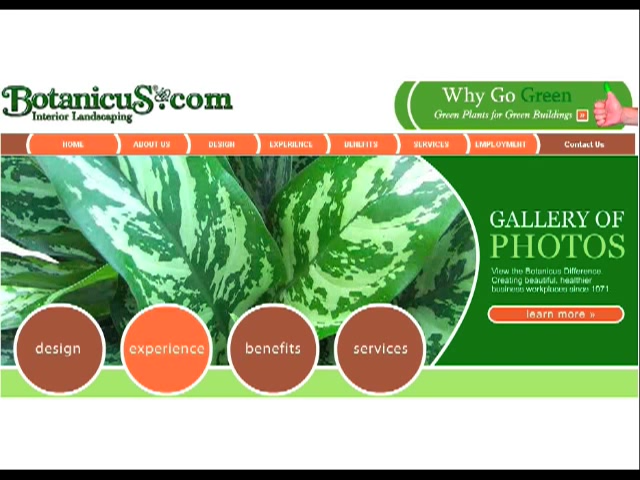 BotanicuS.com
Interior Landscaping
Why Go Green
Green Plants for Green Buildings »
HOME ABOUT US DESIGN EXPERIENCE BENEFITS SERVICES EMPLOYMENT Contact Us
GALLERY OF
PHOTOS
View the Botanicus Difference.
Creating beautiful, healthier
business workplaces since 1971.
learn more »
design experience benefits services